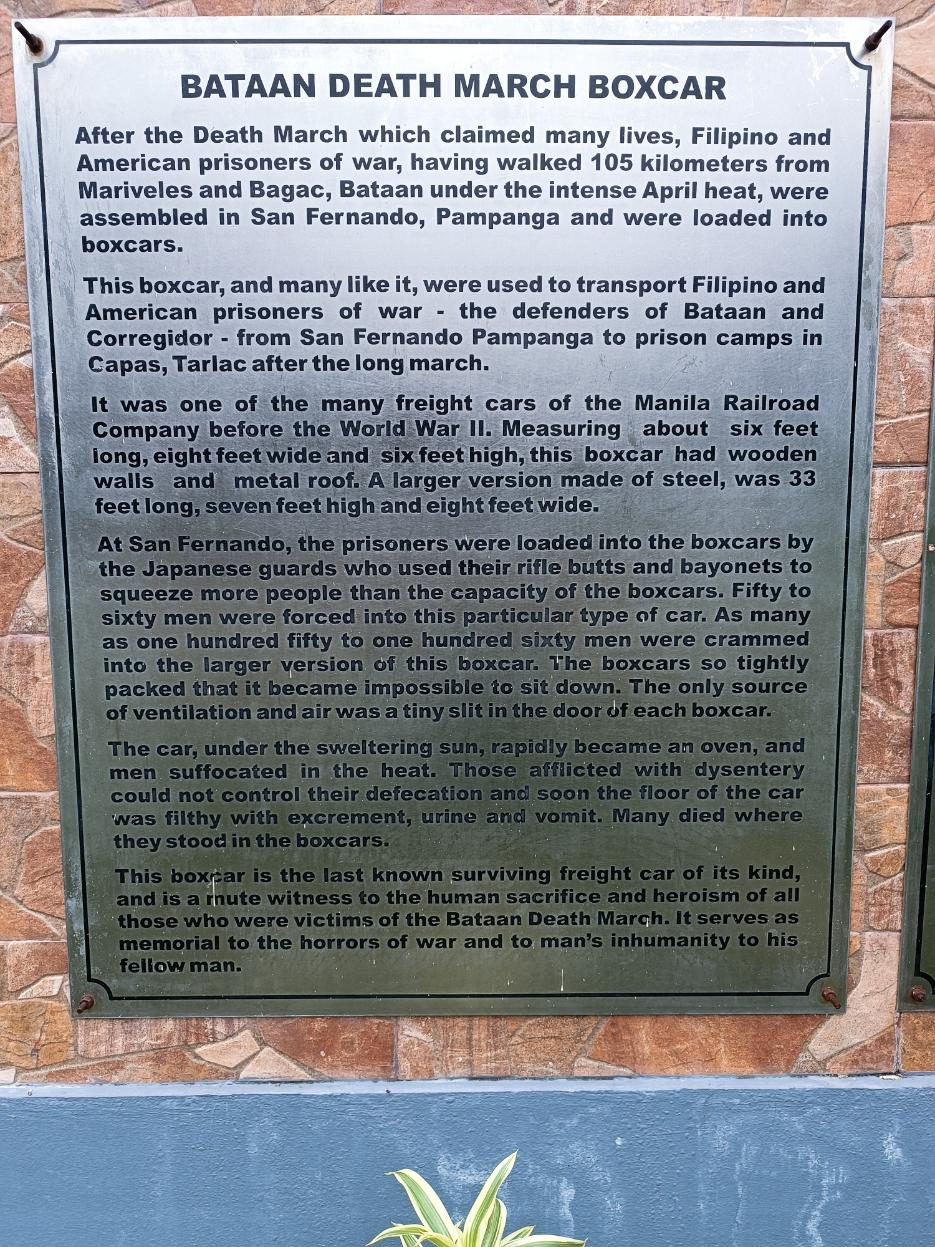 BATAAN DEATH MARCH BOXCAR
After the Death March which claimed many lives, Filipino and
American prisoners of war, having walked 105 kilometers from
Mariveles and Bagac, Bataan under the intense April heat, were
assembled in San Fernando, Pampanga and were loaded into
boxcars.
This boxcar, and many like it, were used to transport Filipino and
American prisoners of war - the defenders of Bataan and
Corregidor - from San Fernando Pampanga to prison camps in
Capas, Tarlac after the long march.
It was one of the many freight cars of the Manila Railroad
Company before the World War II. Measuring about six feet
long, eight feet wide and six feet high, this boxcar had wooden
walls and metal roof. A larger version made of steel, was 33
feet long, seven feet high and eight feet wide.
At San Fernando, the prisoners were loaded into the boxcars by
the Japanese guards who used their rifle butts and bayonets to
squeeze more people than the capacity of the boxcars. Fifty to
sixty men were forced into this particular type of car. As many
as one hundred fifty to one hundred sixty men were crammed
into the larger version of this boxcar. The boxcars so tightly
packed that it became impossible to sit down. The only source
of ventilation and air was a tiny slit in the door of each boxcar.
The car, under the sweltering sun, rapidly became an oven, and
men suffocated in the heat. Those afflicted with dysentery
could not control their defecation and soon the floor of the car
was filthy with excrement, urine and vomit. Many died where
they stood in the boxcars.
This boxcar is the last known surviving freight car of its kind,
and is a mute witness to the human sacrifice and heroism of all
those who were victims of the Bataan Death March. It serves as
memorial to the horrors of war and to man's inhumanity to his
fellow man.